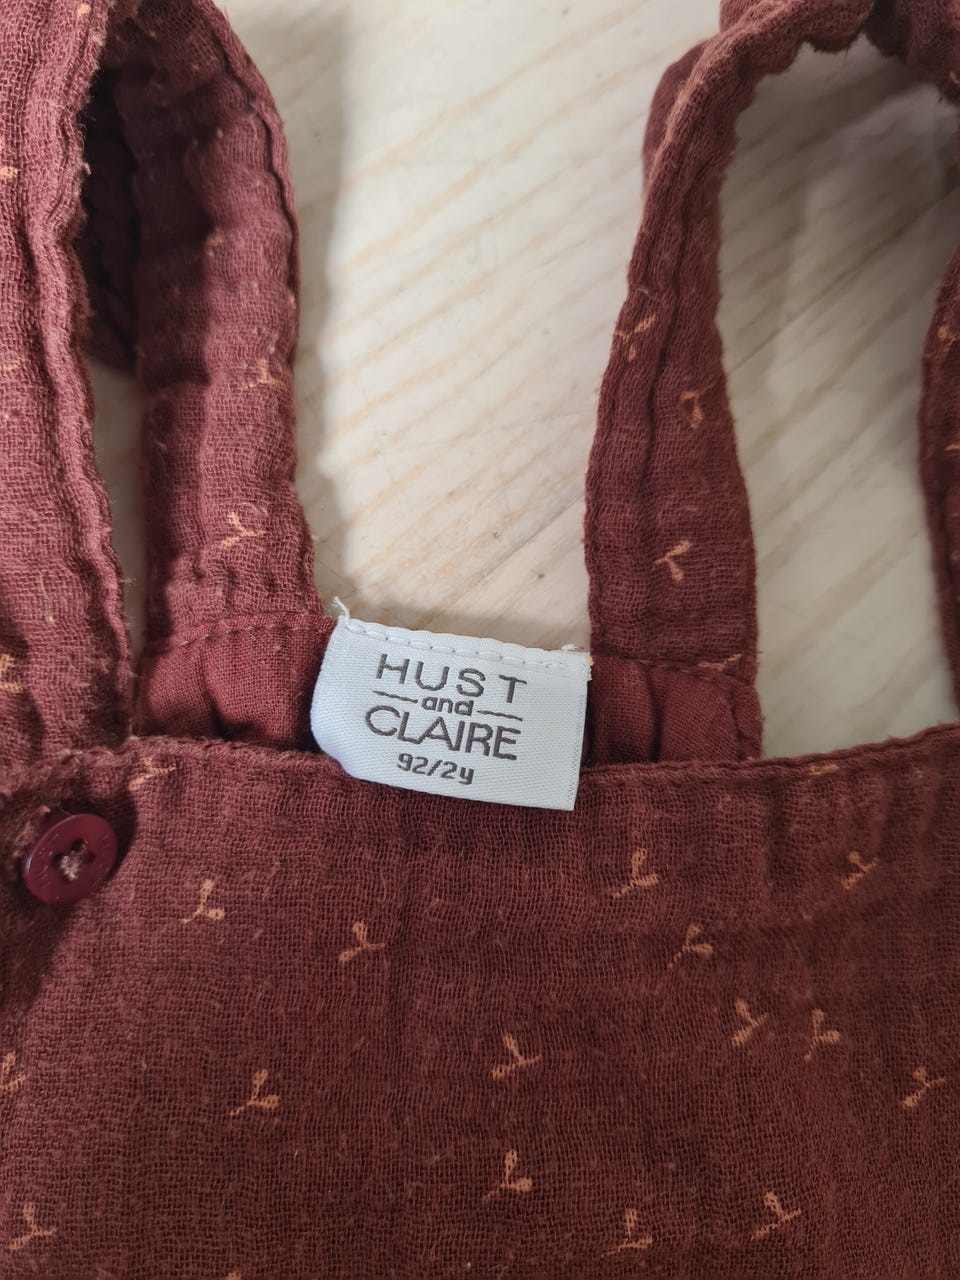 HUST
and
CLAIRE
92/2y